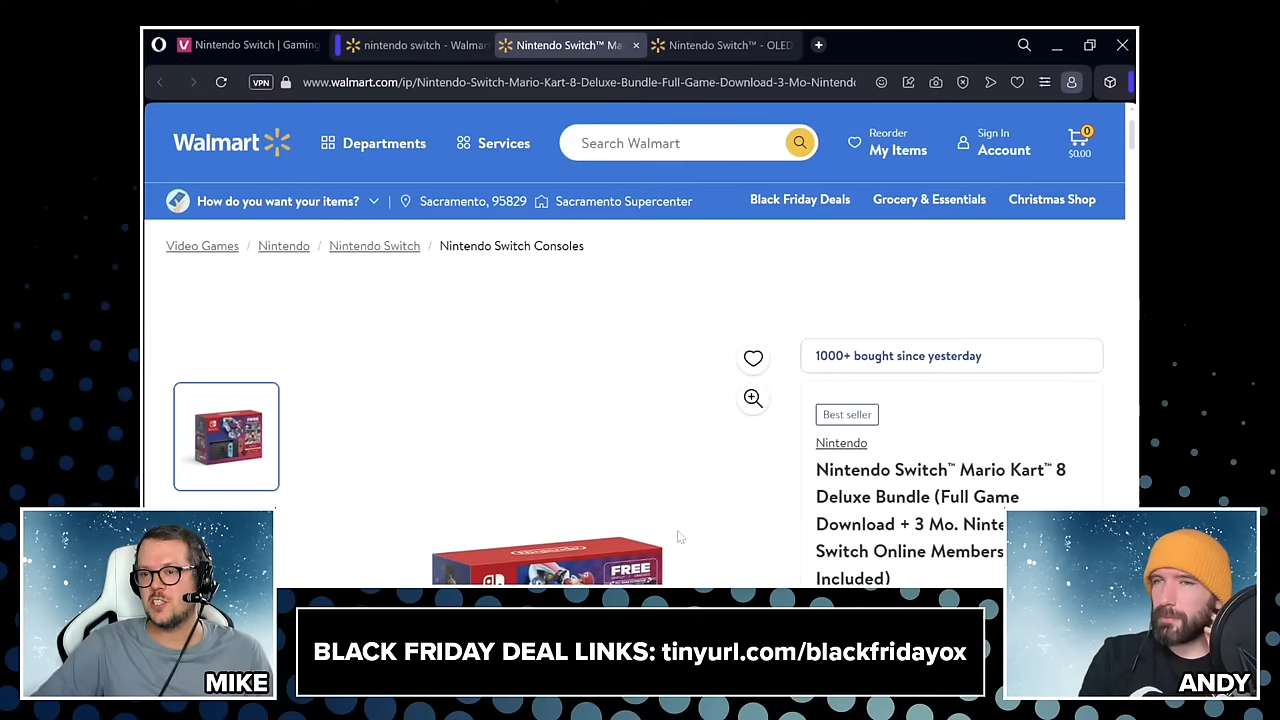 Nintendo Switch | Gaming
nintendo switch - Walmar
Nintendo Switch™ Ma
Nintendo Switch™ - OLED
VPN
www.walmart.com/ip/Nintendo-Switch-Mario-Kart-8-Deluxe-Bundle-Full-Game-Download-3-Mo-Nintendo
Walmart
Departments
Services
Search Walmart
Reorder
My Items
Sign In
Account
0
$0.00
How do you want your items?
Sacramento, 95829
Sacramento Supercenter
Black Friday Deals
Grocery & Essentials
Christmas Shop
Video Games / Nintendo / Nintendo Switch / Nintendo Switch Consoles
1000+ bought since yesterday
Best seller
Nintendo
Nintendo Switch™ Mario Kart™ 8
Deluxe Bundle (Full Game
Download + 3 Mo. Ninte
Switch Online Members
Included)
Nintendo
FREE
FREE
BLACK FRIDAY DEAL LINKS: tinyurl.com/blackfridayox
MIKE
ANDY